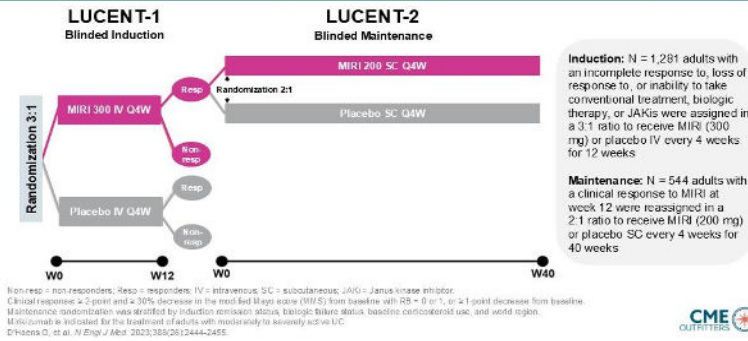 LUCENT-1
Blinded Induction
LUCENT-2
Blinded Maintenance
Randomization 3:1
MIRI 300 IV Q4W
Placebo IV Q4W
Resp
Non-
resp
Resp
Non-
resp
MIRI 200 SC Q4W
Randomization 2:1
Placebo SC Q4W
W0
W12
W0
W40
Induction: N = 1,281 adults with
an incomplete response to, loss of
response to, or inability to take
conventional treatment, biologic
therapy, or JAKis were assigned in
a 3:1 ratio to receive MIRI (300
mg) or placebo IV every 4 weeks
for 12 weeks
Maintenance: N = 544 adults with
a clinical response to MIRI at
week 12 were reassigned in a
2:1 ratio to receive MIRI (200 mg)
or placebo SC every 4 weeks for
40 weeks
Non-resp = non-responders; Resp = responders; IV = intravenous; SC = subcutaneous; JAKi = Janus kinase inhibitor.
Clinical response: ≥ 2-point and ≥ 30% decrease in the modified Mayo score (MMS) from baseline with RB = 0 or 1, or ≥ 1-point decrease from baseline.
Maintenance randomization was stratified by induction remission status, biologic failure status, baseline corticosteroid use, and world region.
Mirikizumab is indicated for the treatment of adults with moderately to severely active UC.
D'Haens G, et al. N Engl J Med. 2023;388(26):2444-2455.
CME
OUTFITTERS